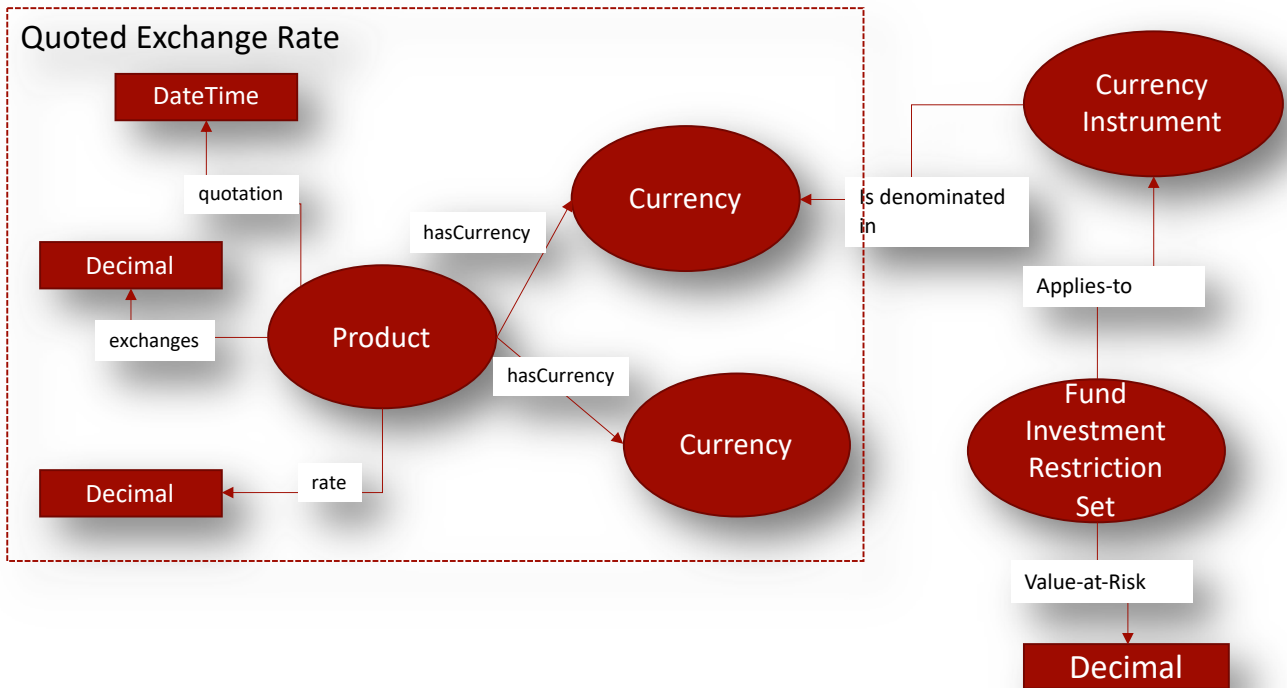 Quoted Exchange Rate
DateTime
Currency
Instrument
quotation
Currency
Is denominated
in
hasCurrency
Decimal
Applies-to
exchanges
Product
hasCurrency
Fund
Investment
Restriction
Set
Currency
Decimal
rate
Value-at-Risk
Decimal